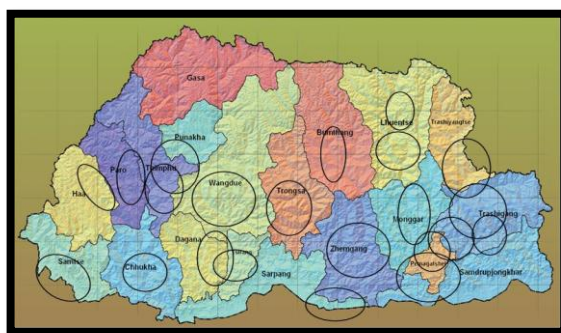 Gasa
Punakha
Lhuentse
Trashiyangtse
Bumthang
Paro
Thimphu
Haa
Wangdue
Trongsa
Monggar
Trashigang
Dagana
Zhemgang
Samtse
Chhukha
Tsirang
Sarpang
Pemagatshel
Samdrupjongkhar